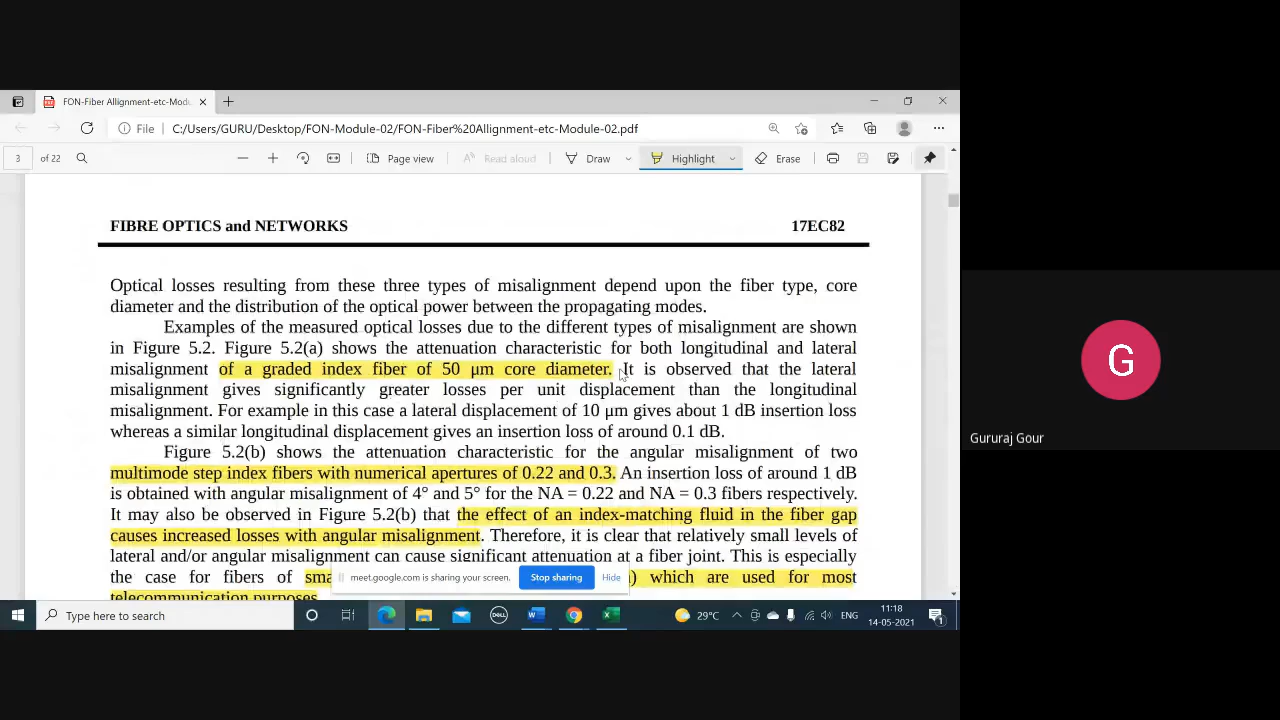 FON-Fiber Allignment-etc-Modu
File C:/Users/GURU/Desktop/FON-Module-02/FON-Fiber%20Allignment-etc-Module-02.pdf
3 of 22 Page view Read aloud Draw Highlight Erase
FIBRE OPTICS and NETWORKS 17EC82
Optical losses resulting from these three types of misalignment depend upon the fiber type, core
diameter and the distribution of the optical power between the propagating modes.
Examples of the measured optical losses due to the different types of misalignment are shown
in Figure 5.2. Figure 5.2(a) shows the attenuation characteristic for both longitudinal and lateral
misalignment of a graded index fiber of 50 μm core diameter. It is observed that the lateral
misalignment gives significantly greater losses per unit displacement than the longitudinal
misalignment. For example in this case a lateral displacement of 10 μm gives about 1 dB insertion loss
whereas a similar longitudinal displacement gives an insertion loss of around 0.1 dB.
Figure 5.2(b) shows the attenuation characteristic for the angular misalignment of two
multimode step index fibers with numerical apertures of 0.22 and 0.3. An insertion loss of around 1 dB
is obtained with angular misalignment of 4° and 5° for the NA = 0.22 and NA = 0.3 fibers respectively.
It may also be observed in Figure 5.2(b) that the effect of an index-matching fluid in the fiber gap
causes increased losses with angular misalignment. Therefore, it is clear that relatively small levels of
lateral and/or angular misalignment can cause significant attenuation at a fiber joint. This is especially
the case for fibers of which are used for most
telecommunication purposes
meet.google.com is sharing your screen. Stop sharing Hide
Type here to search
DELL
29°C ENG
11:18
14-05-2021
1
G
Gururaj Gour